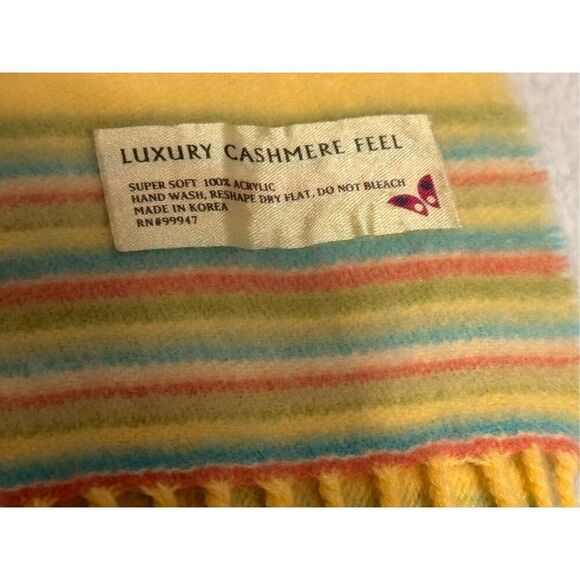 LUXURY CASHMERE FEEL
SUPER SOFT 100% ACRYLIC
HAND WASH, RESHAPE DRY FLAT, DO NOT BLEACH
MADE IN KOREA
RN#99947